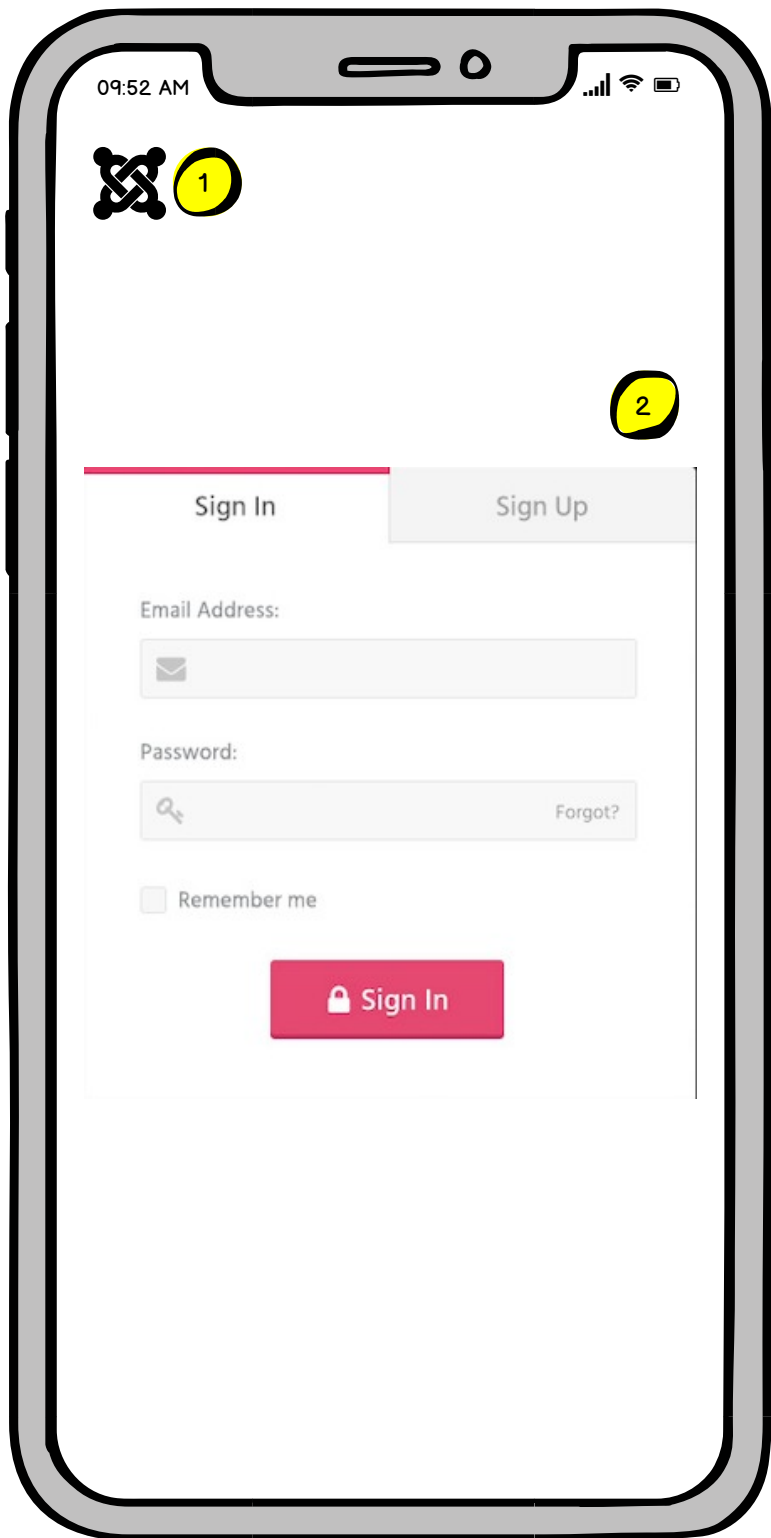 09:52 AM
1
2
Sign In
Sign Up
Email Address:
Password:
Forgot?
Remember me
Sign In